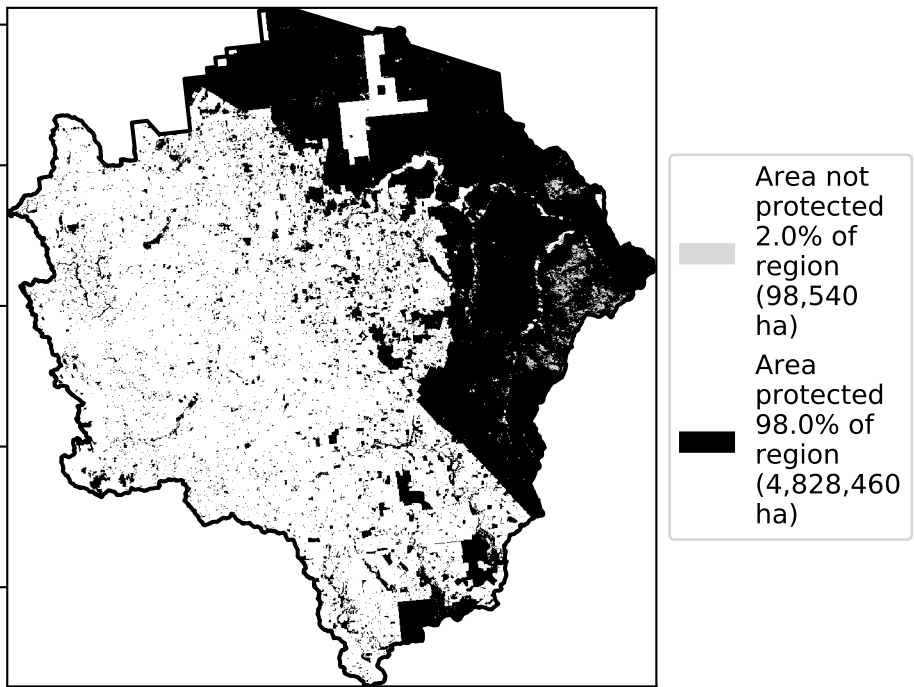 Area not
protected
2.0% of
region
(98,540
ha)
Area
protected
98.0% of
region
(4,828,460
ha)